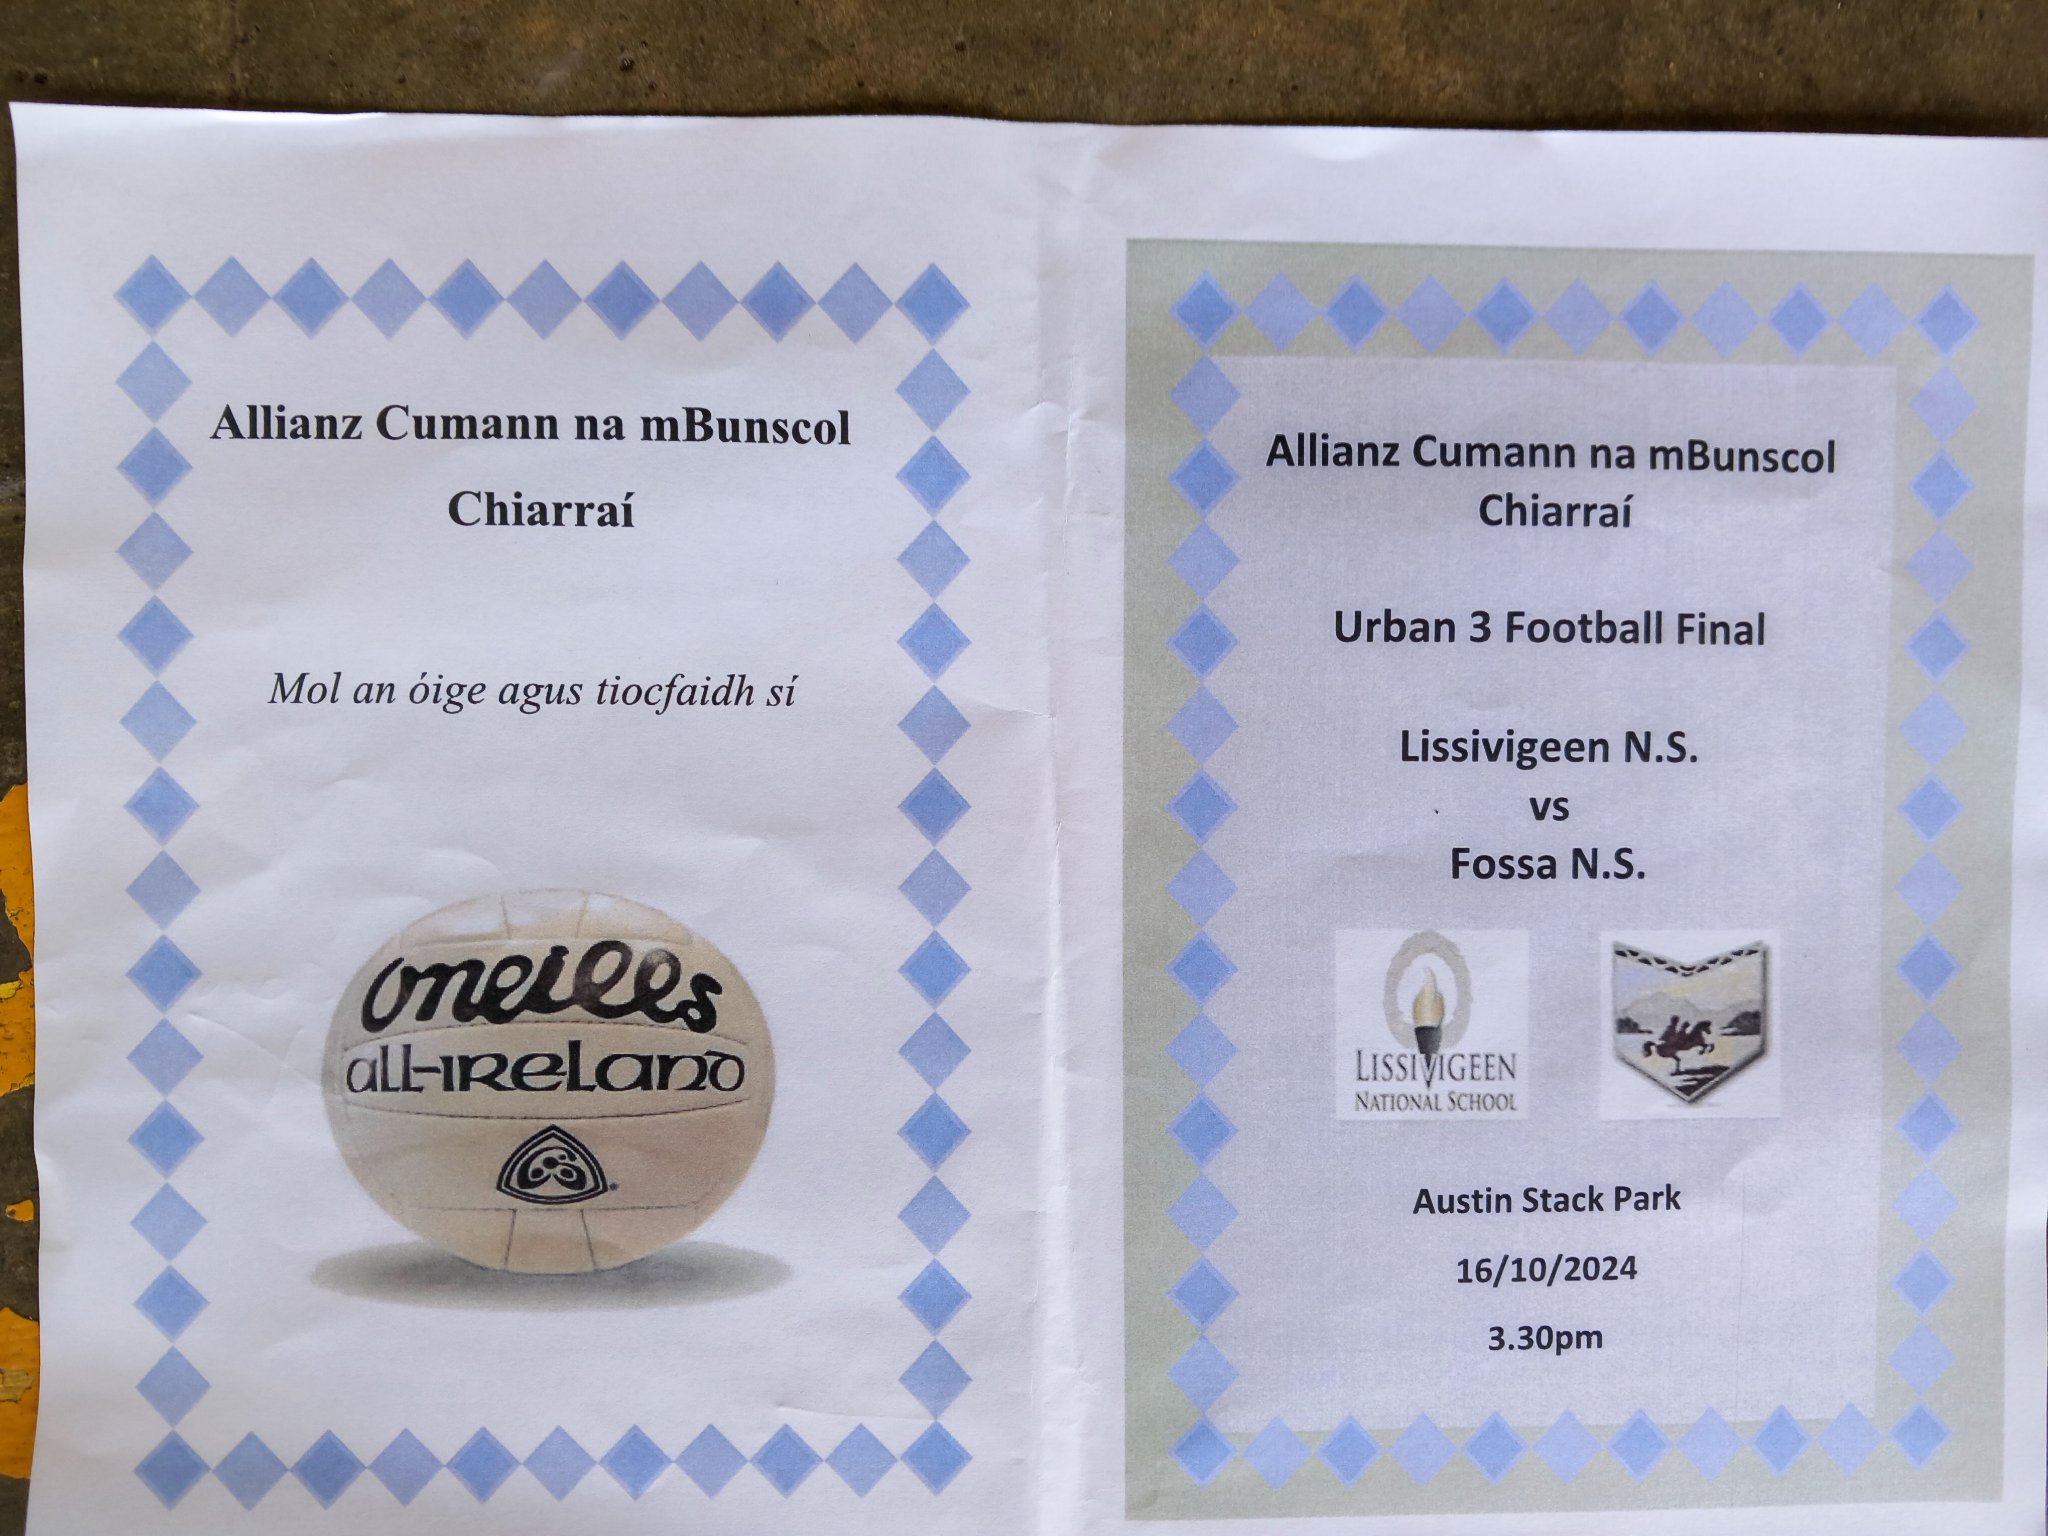 Allianz Cumann na mBunscol
Chiarraí
Mol an óige agus tiocfaidh sí
oneills
all-Ireland
Allianz Cumann na mBunscol
Chiarraí
Urban 3 Football Final
Lissivigeen N.S.
vs
Fossa N.S.
LISSIVIGEEN
NATIONAL SCHOOL
Austin Stack Park
16/10/2024
3.30pm